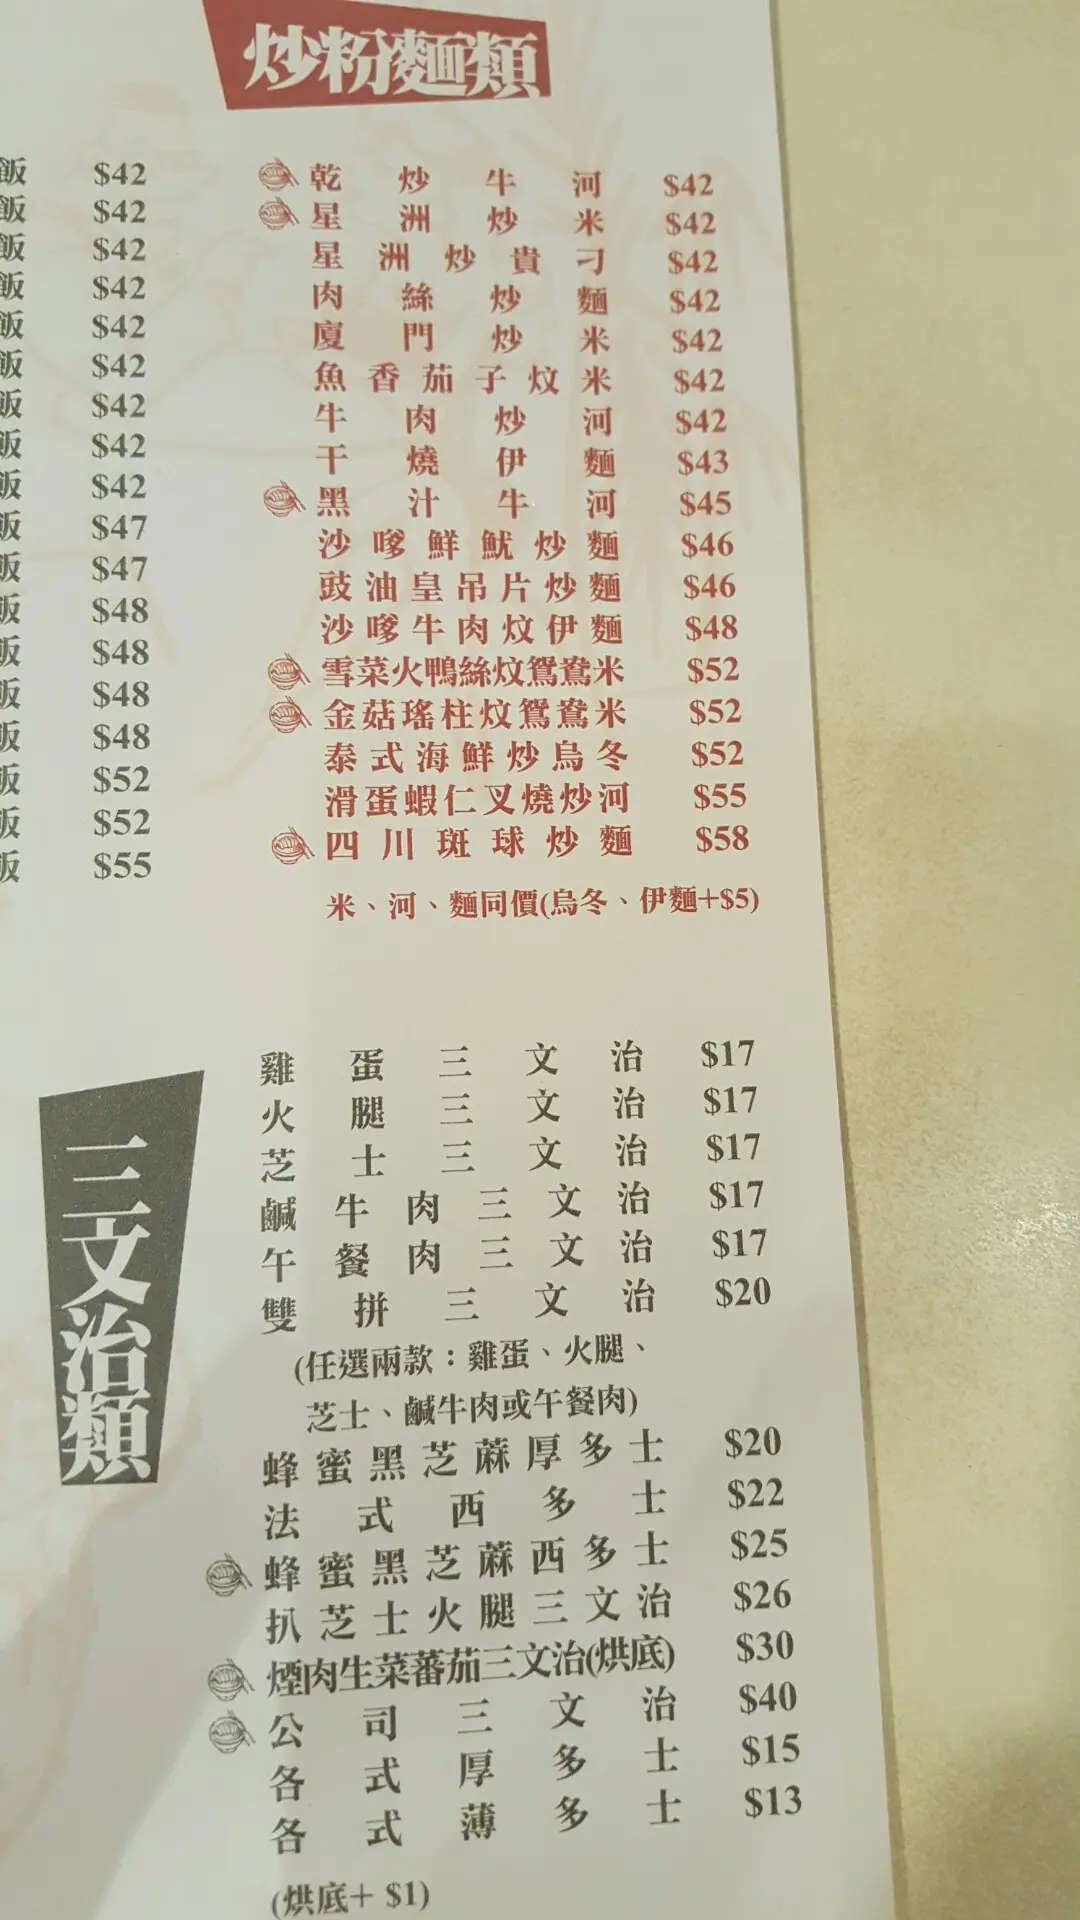 炒粉麵類
飯 $42
飯 $42
飯 $42
飯 $42
飯 $42
飯 $42
飯 $42
飯 $42
飯 $42
飯 $47
飯 $47
飯 $48
飯 $48
飯 $48
飯 $48
飯 $52
飯 $52
飯 $55
乾炒牛河 $42
星洲炒米 $42
星洲炒貴刁 $42
肉絲炒麵 $42
廈門炒米 $42
魚香茄子炆米 $42
牛肉炒河 $42
干燒伊麵 $43
黑汁牛河 $45
沙嗲鮮魷炒麵 $46
豉油皇吊片炒麵 $46
沙嗲牛肉炆伊麵 $48
雪菜火鴨絲炆鴛鴦米 $52
金菇瑤柱炆鴛鴦米 $52
泰式海鮮炒烏冬 $52
滑蛋蝦仁叉燒炒河 $55
四川斑球炒麵 $58
米、河、麵同價(烏冬、伊麵+$5)
三文治類
雞蛋三文治 $17
火腿三文治 $17
芝士三文治 $17
鹹牛肉三文治 $17
午餐肉三文治 $17
雙拼三文治 $20
(任選兩款：雞蛋、火腿、
芝士、鹹牛肉或午餐肉)
蜂蜜黑芝蔴厚多士 $20
法式西多士 $22
蜂蜜黑芝蔴西多士 $25
扒芝士火腿三文治 $26
煙肉生菜蕃茄三文治(烘底) $30
公司三文治 $40
各式厚多士 $15
各式薄多士 $13
(烘底+ $1)